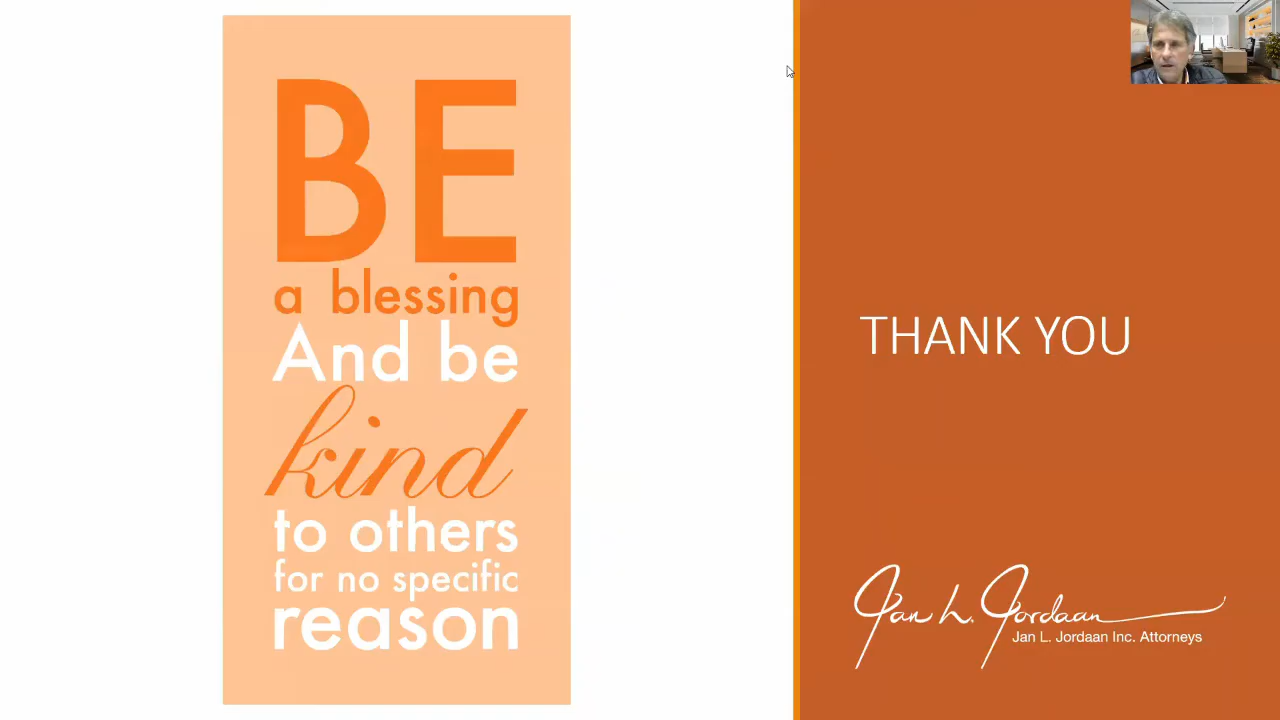 BE
a blessing
And be
kind
to others
for no specific
reason
THANK YOU
Jan L. Jordaan
Jan L. Jordaan Inc. Attorneys